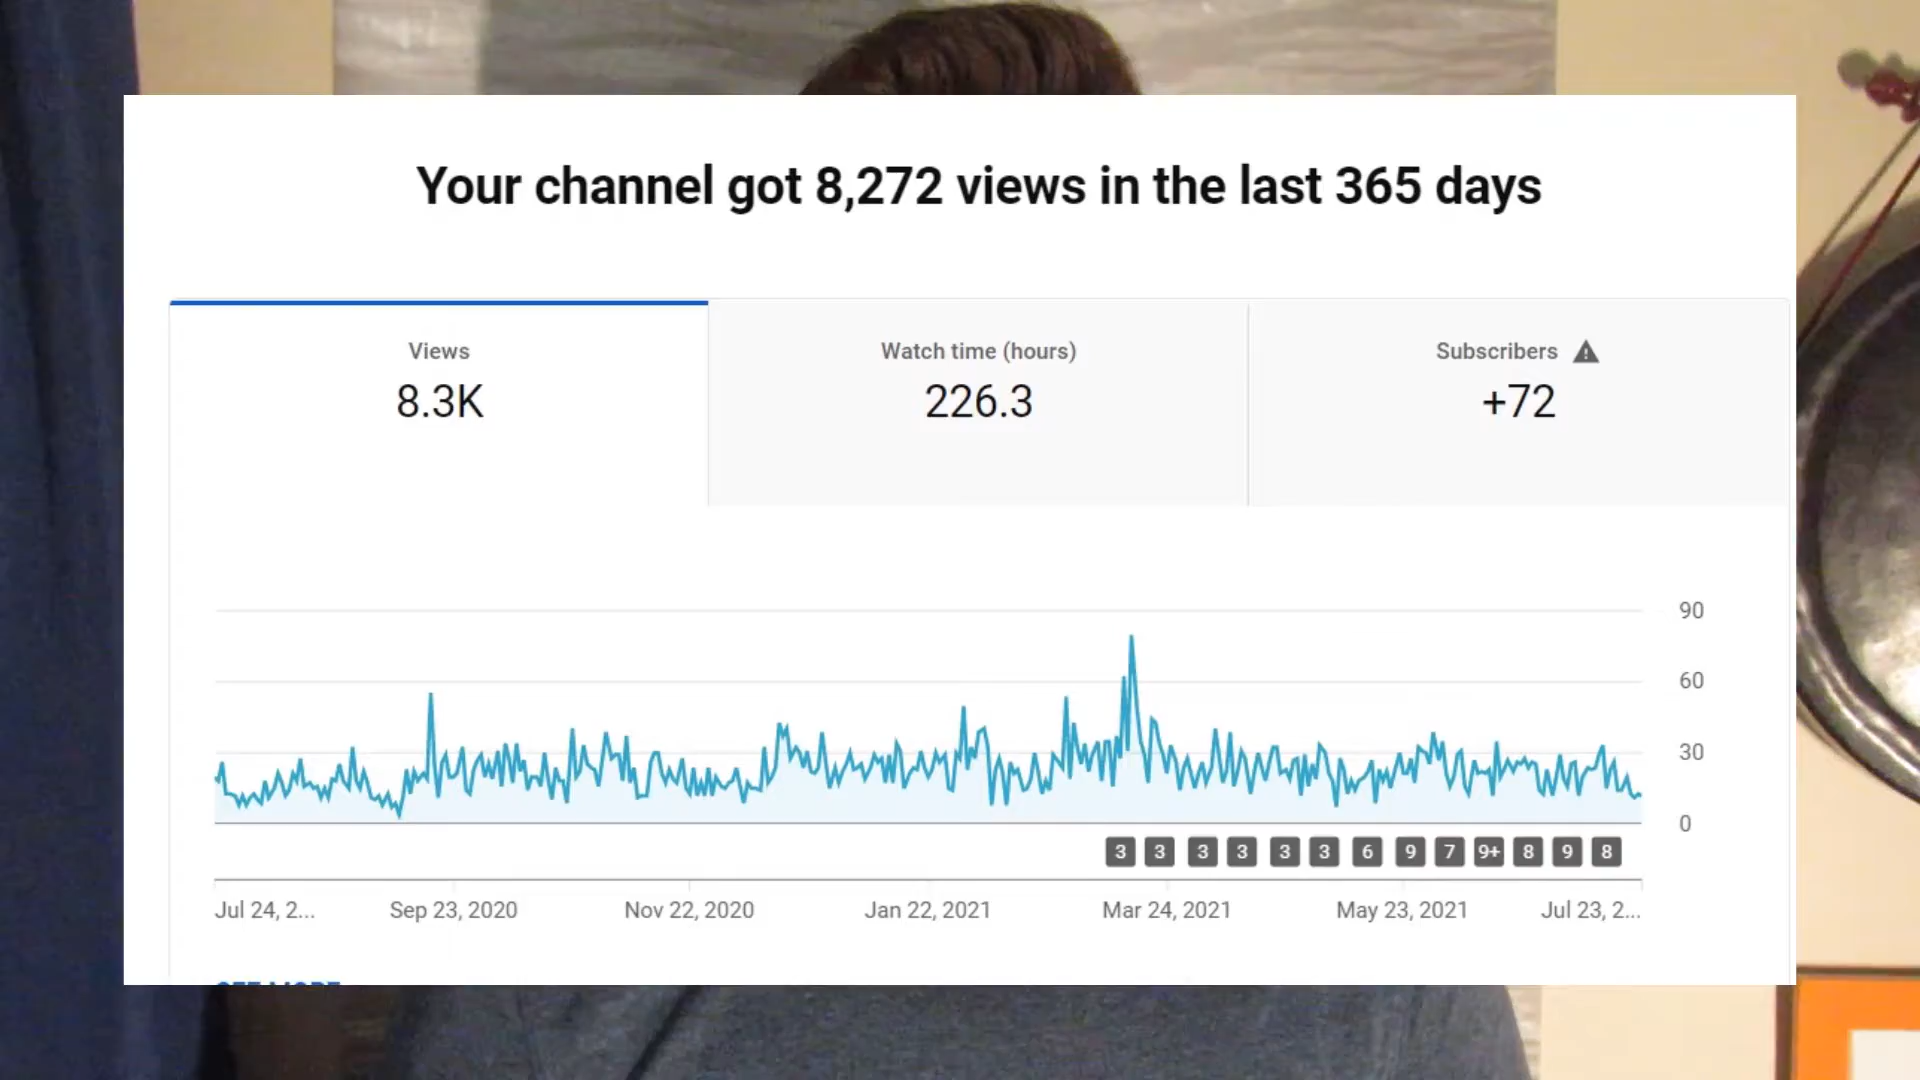 Your channel got 8,272 views in the last 365 days
Views
8.3K
Watch time (hours)
226.3
Subscribers
+72
90
60
30
0
3 3 3 3 3 3 6 9 7 9+ 8 9 8
Jul 24, 2... Sep 23, 2020 Nov 22, 2020 Jan 22, 2021 Mar 24, 2021 May 23, 2021 Jul 23, 2...
SEE MORE